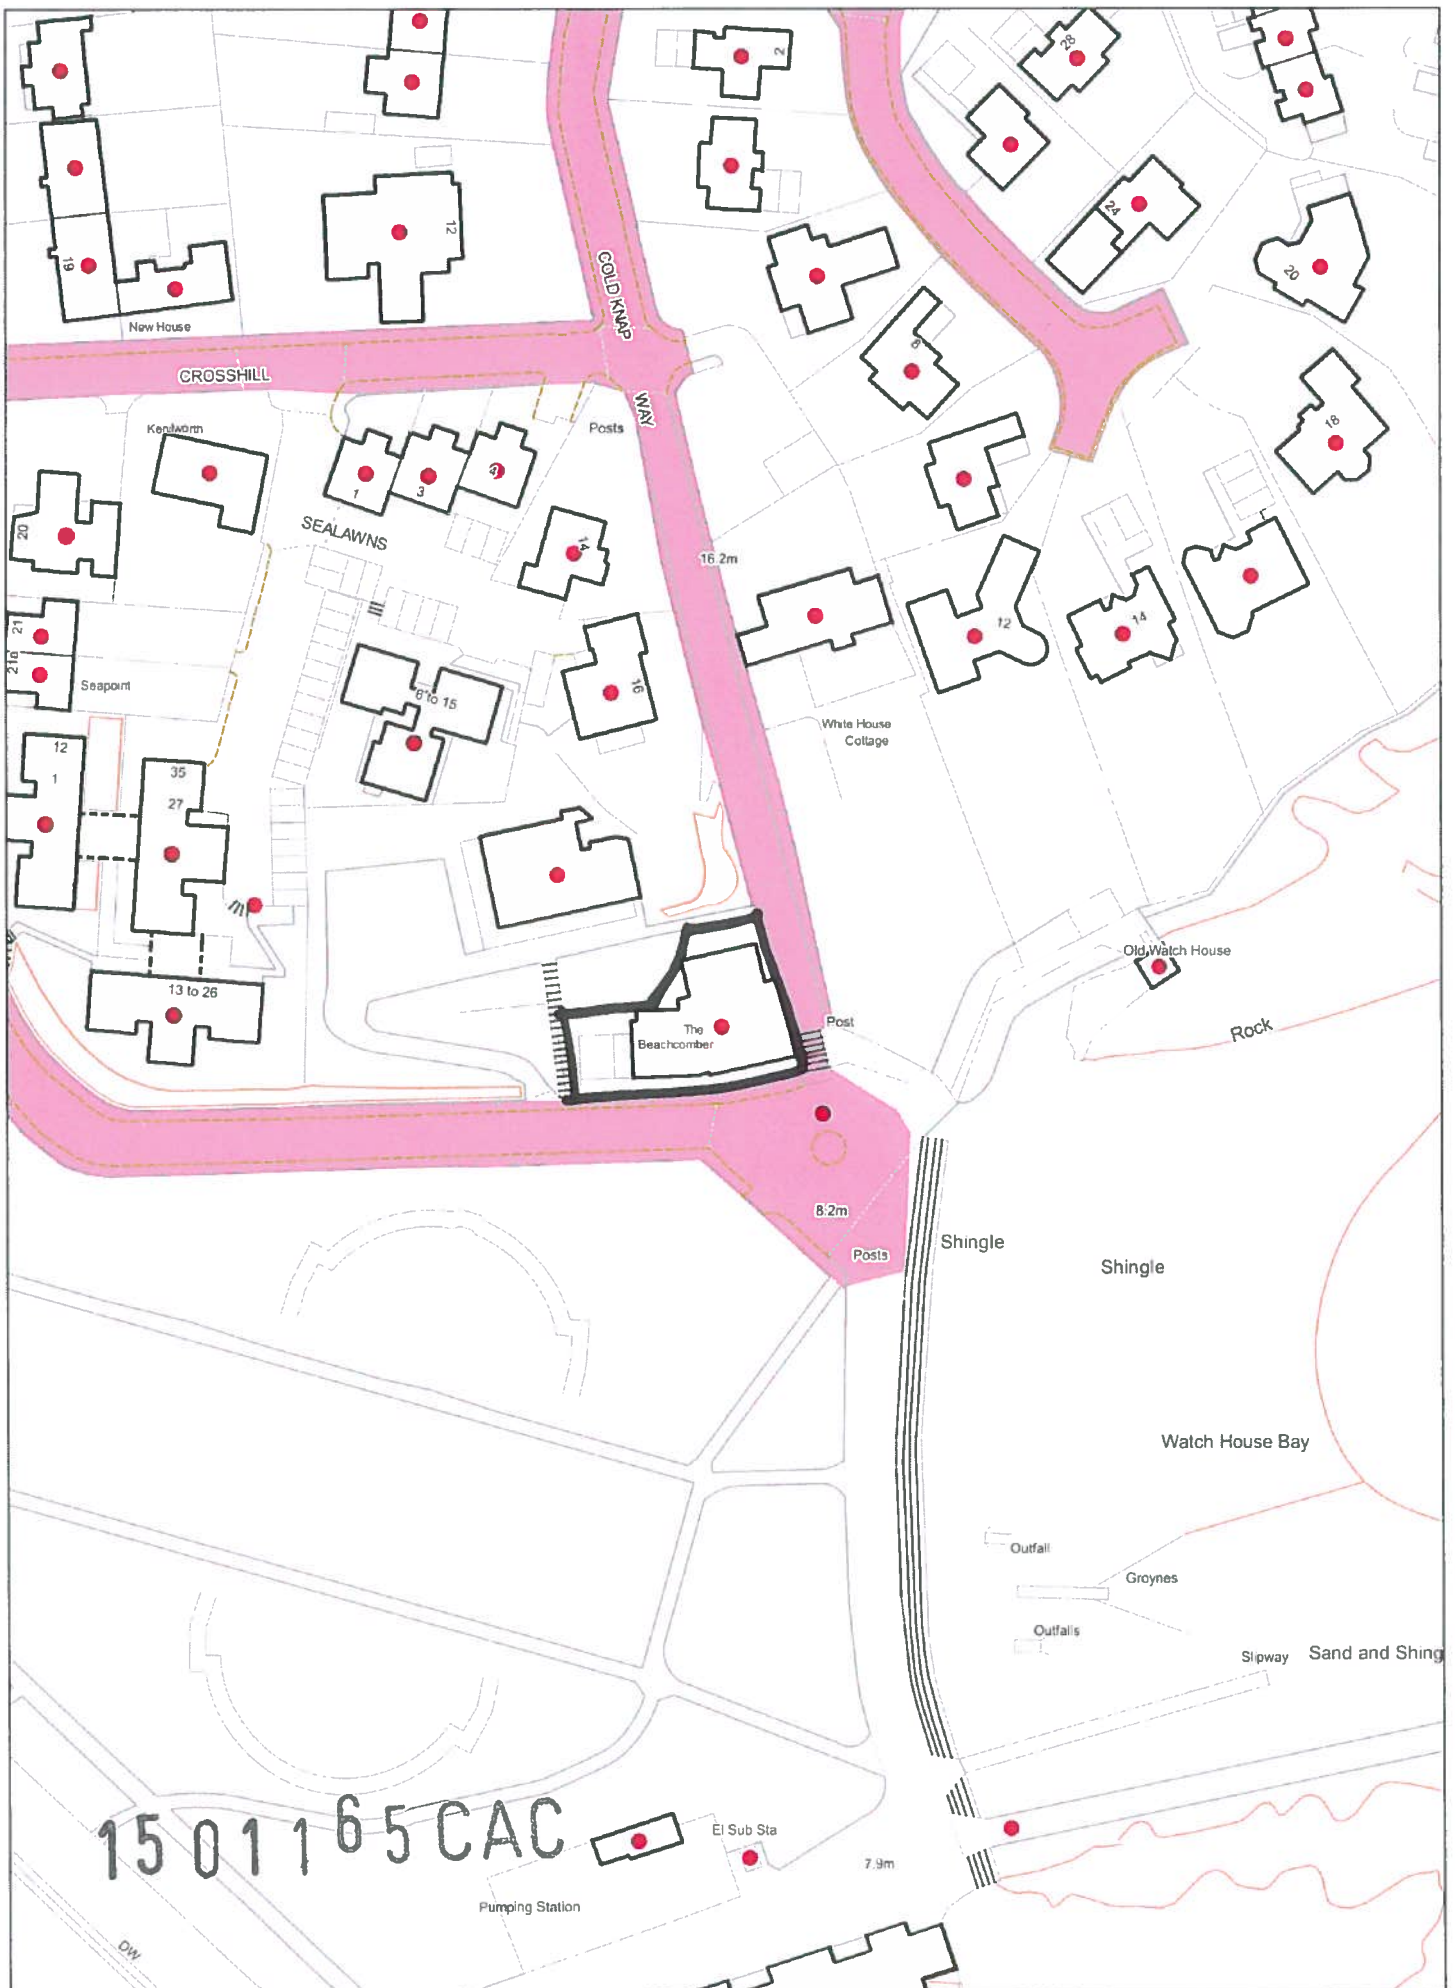 2
28
12
24
19
20
New House
COLD KNAP
WAY
8
CROSSHILL
18
Kenilworth
Posts
1
3
4
20
SEALAWNS
14
16.2m
21
21a
Seapoint
12
14
6 to 15
16
White House
Cottage
12
1
35
27
Old Watch House
13 to 26
The
Beachcomber
Post
Rock
8.2m
Posts
Shingle
Shingle
Watch House Bay
Outfall
Groynes
Outfalls
Slipway
Sand and Shing
1501165CAC
El Sub Sta
7.9m
Pumping Station
DW